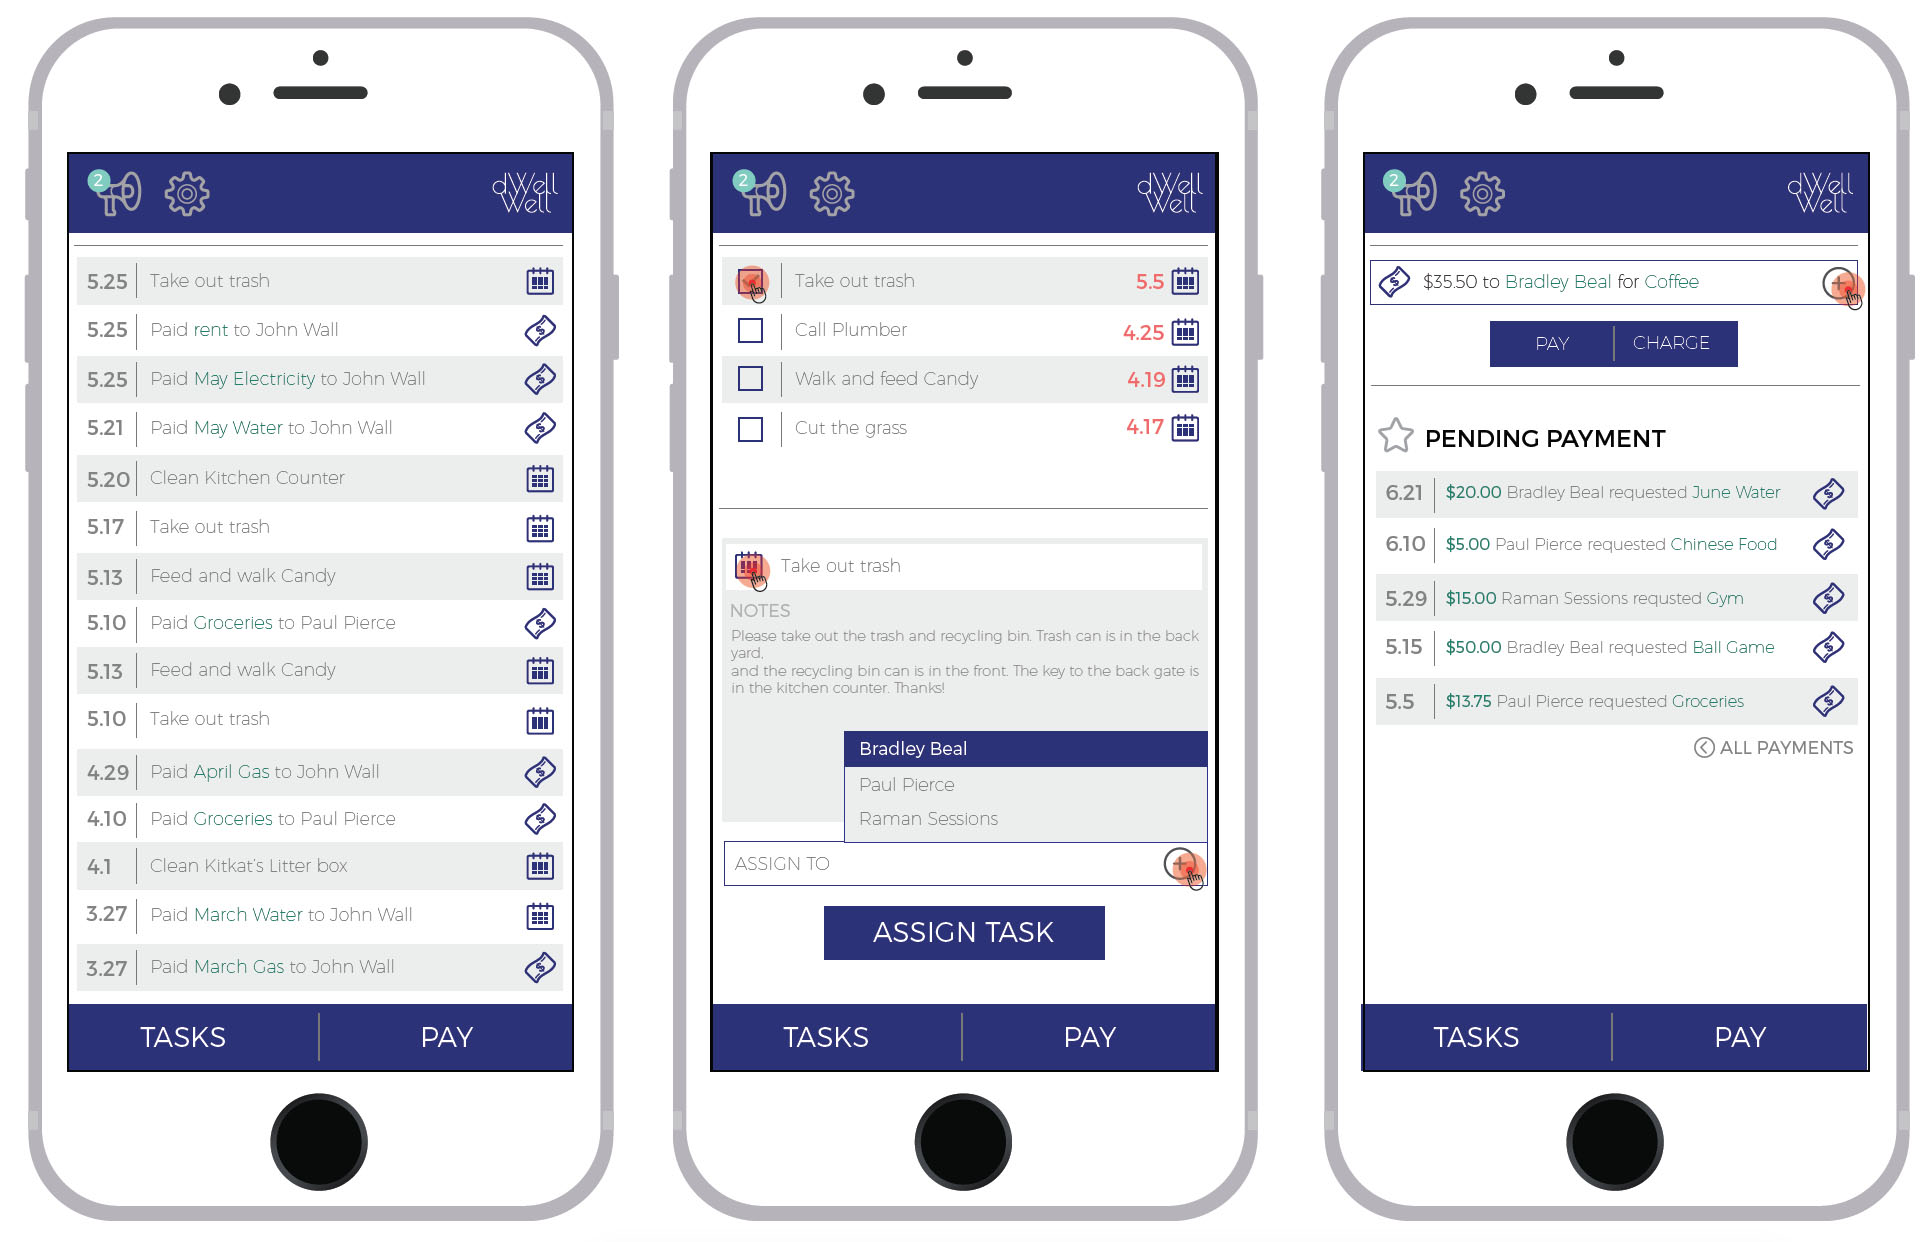 2
dWell
Well
5.25 Take out trash
5.25 Paid rent to John Wall
5.25 Paid May Electricity to John Wall
5.21 Paid May Water to John Wall
5.20 Clean Kitchen Counter
5.17 Take out trash
5.13 Feed and walk Candy
5.10 Paid Groceries to Paul Pierce
5.13 Feed and walk Candy
5.10 Take out trash
4.29 Paid April Gas to John Wall
4.10 Paid Groceries to Paul Pierce
4.1 Clean Kitkat's Litter box
3.27 Paid March Water to John Wall
3.27 Paid March Gas to John Wall
TASKS PAY
2
dWell
Well
Take out trash 5.5
Call Plumber 4.25
Walk and feed Candy 4.19
Cut the grass 4.17
Take out trash
NOTES
Please take out the trash and recycling bin. Trash can is in the back
yard,
and the recycling bin can is in the front. The key to the back gate is
in the kitchen counter. Thanks!
Bradley Beal
Paul Pierce
Raman Sessions
ASSIGN TO
ASSIGN TASK
TASKS PAY
2
dWell
Well
$35.50 to Bradley Beal for Coffee
PAY CHARGE
PENDING PAYMENT
6.21 $20.00 Bradley Beal requested June Water
6.10 $5.00 Paul Pierce requested Chinese Food
5.29 $15.00 Raman Sessions requsted Gym
5.15 $50.00 Bradley Beal requested Ball Game
5.5 $13.75 Paul Pierce requested Groceries
ALL PAYMENTS
TASKS PAY